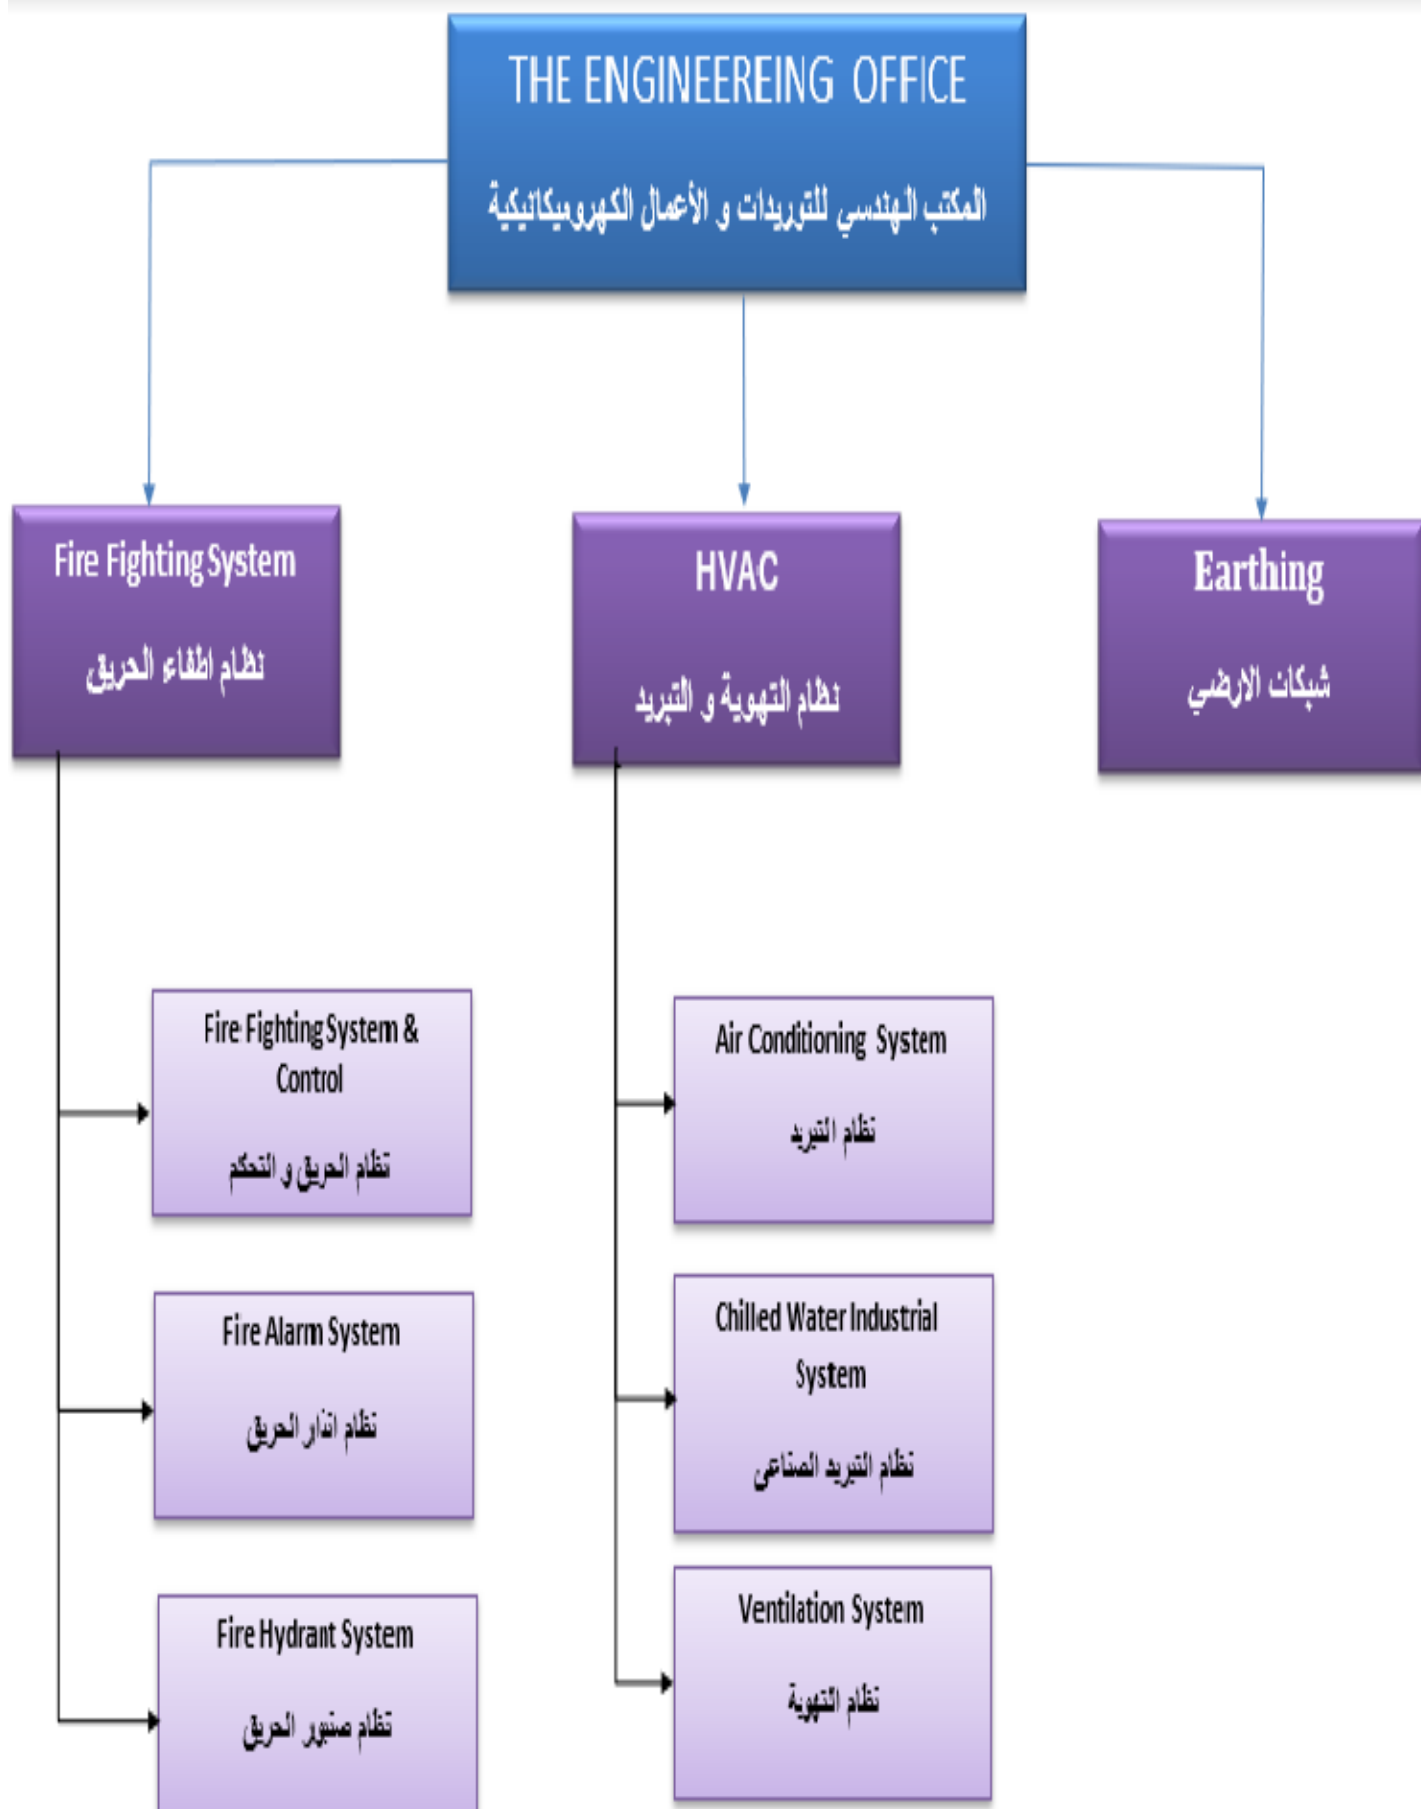 THE ENGINEEREING OFFICE
المكتب الهندسي للتوريدات و الأعمال الكهروميكانيكية
Fire Fighting System
نظام اطفاء الحريق
HVAC
نظام التهوية و التبريد
Earthing
شبكات الارضي
Fire Fighting System &
Control
نظام الحريق و التحكم
Fire Alarm System
نظام انذار الحريق
Fire Hydrant System
نظام صنبور الحريق
Air Conditioning System
نظام التبريد
Chilled Water Industrial
System
نظام التبريد الصناعى
Ventilation System
نظام التهوية